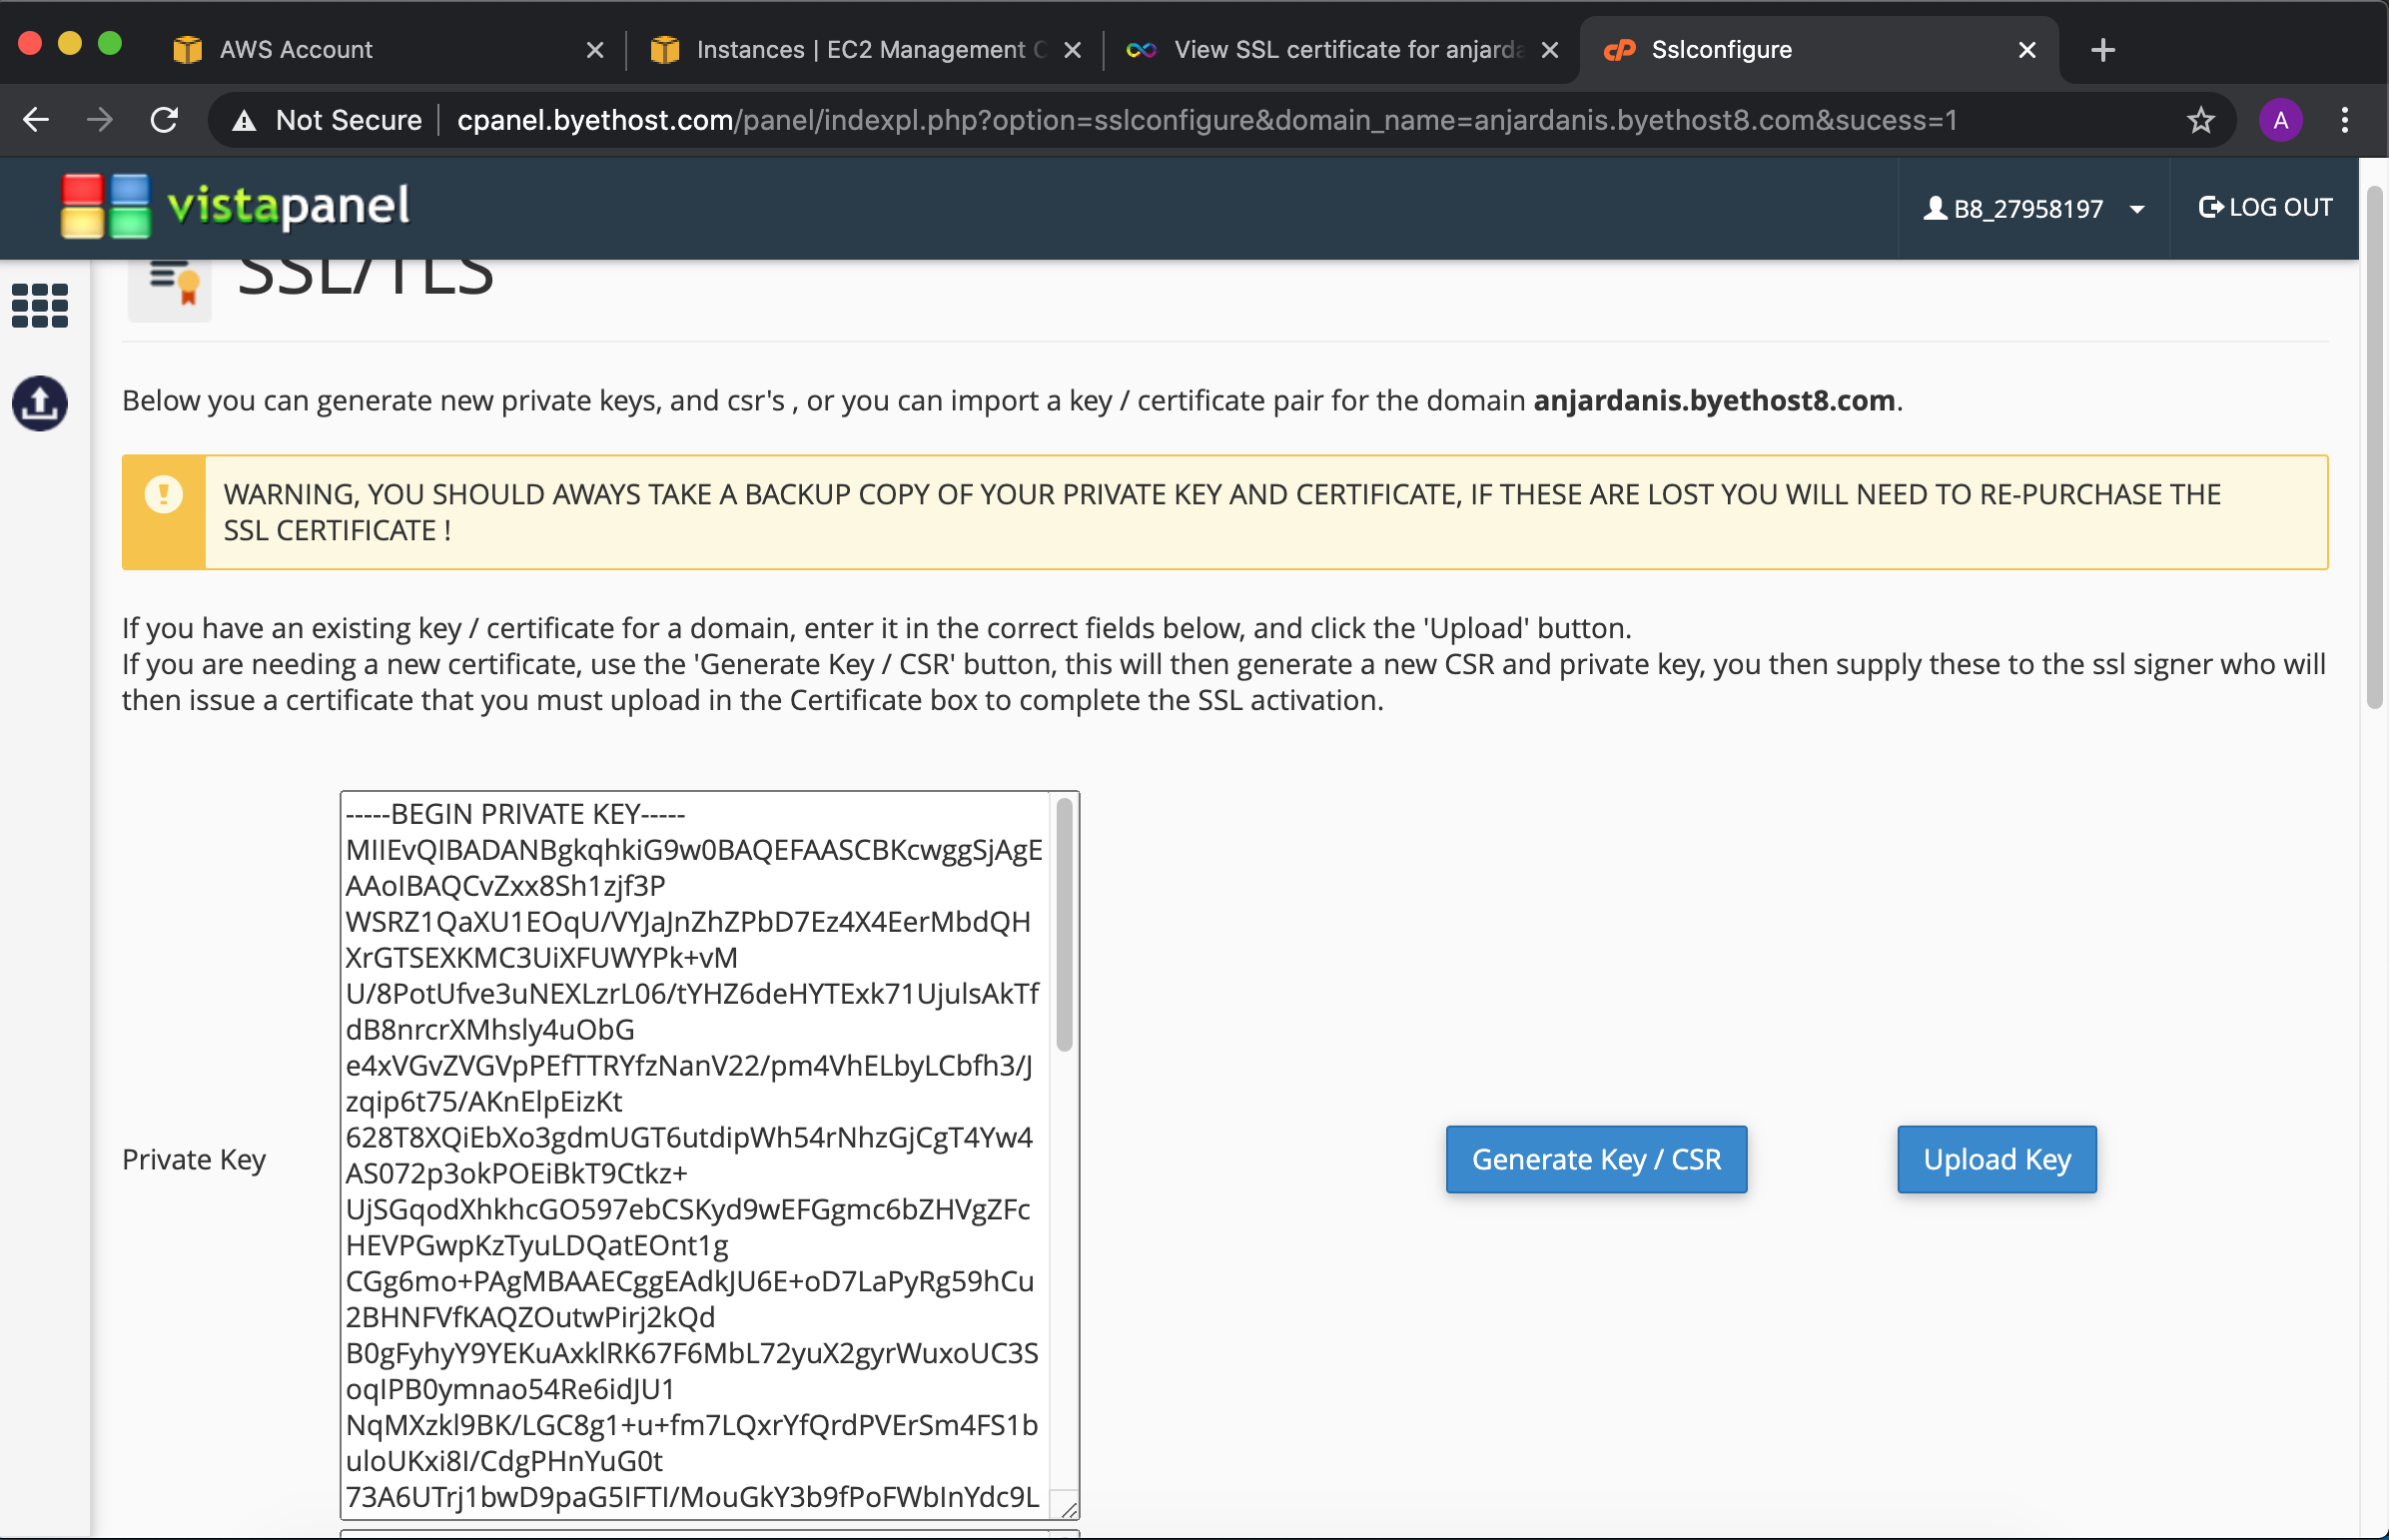 AWS Account
Instances | EC2 Management C
View SSL certificate for anjarda
Sslconfigure
Not Secure
cpanel.byethost.com/panel/indexpl.php?option=sslconfigure&domain_name=anjardanis.byethost8.com&sucess=1
A
vistapanel
B8_27958197
LOG OUT
SSL/TLS
Below you can generate new private keys, and csr's , or you can import a key / certificate pair for the domain anjardanis.byethost8.com.
WARNING, YOU SHOULD AWAYS TAKE A BACKUP COPY OF YOUR PRIVATE KEY AND CERTIFICATE, IF THESE ARE LOST YOU WILL NEED TO RE-PURCHASE THE
SSL CERTIFICATE !
If you have an existing key / certificate for a domain, enter it in the correct fields below, and click the 'Upload' button.
If you are needing a new certificate, use the 'Generate Key / CSR' button, this will then generate a new CSR and private key, you then supply these to the ssl signer who will
then issue a certificate that you must upload in the Certificate box to complete the SSL activation.
Private Key
-----BEGIN PRIVATE KEY-----
MIIEvQIBADANBgkqhkiG9w0BAQEFAASCBKcwggSjAgE
AAoIBAQCvZxx8Sh1zjf3P
WSRZ1QaXU1EOqU/VYJaJnZhZPbD7Ez4X4EerMbdQH
XrGTSEXKMC3UiXFUWYPk+vM
U/8PotUfve3uNEXLzrL06/tYHZ6deHYTExk71UjulsAkTf
dB8nrcrXMhsly4uObG
e4xVGvZVGVpPEfTTRYfzNanV22/pm4VhELbyLCbfh3/J
zqip6t75/AKnElpEizKt
628T8XQiEbXo3gdmUGT6utdipWh54rNhzGjCgT4Yw4
AS072p3okPOEiBkT9Ctkz+
UjSGqodXhkhcGO597ebCSKyd9wEFGgmc6bZHVgZFc
HEVPGwpKzTyuLDQatEOnt1g
CGg6mo+PAgMBAAECggEAdkJU6E+oD7LaPyRg59hCu
2BHNFVfKAQZOutwPirj2kQd
B0gFyhyY9YEKuAxklRK67F6MbL72yuX2gyrWuxoUC3S
oqIPB0ymnao54Re6idJU1
NqMXzkl9BK/LGC8g1+u+fm7LQxrYfQrdPVErSm4FS1b
uloUKxi8I/CdgPHnYuG0t
73A6UTrj1bwD9paG5IFTI/MouGkY3b9fPoFWbInYdc9L
Generate Key / CSR
Upload Key